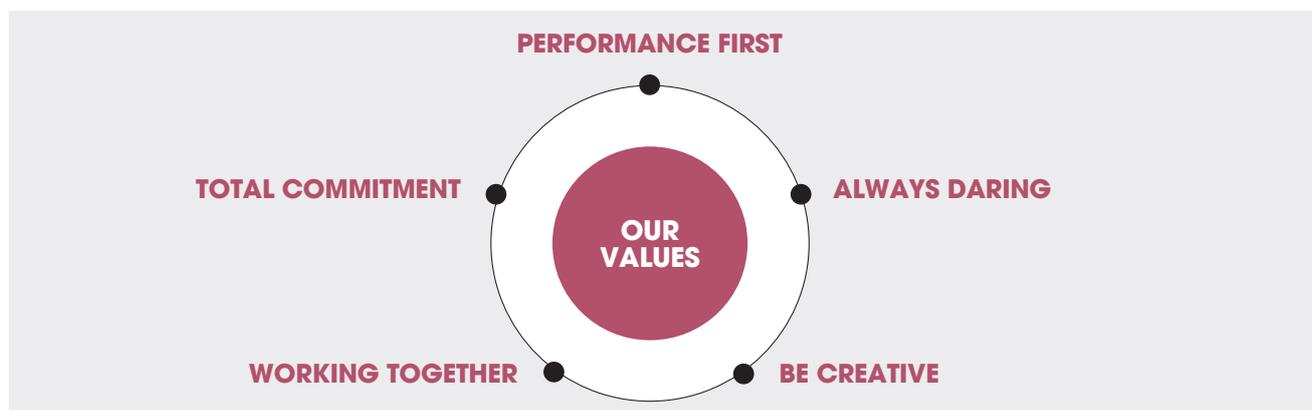 PERFORMANCE FIRST
TOTAL COMMITMENT
ALWAYS DARING
OUR
VALUES
WORKING TOGETHER
BE CREATIVE